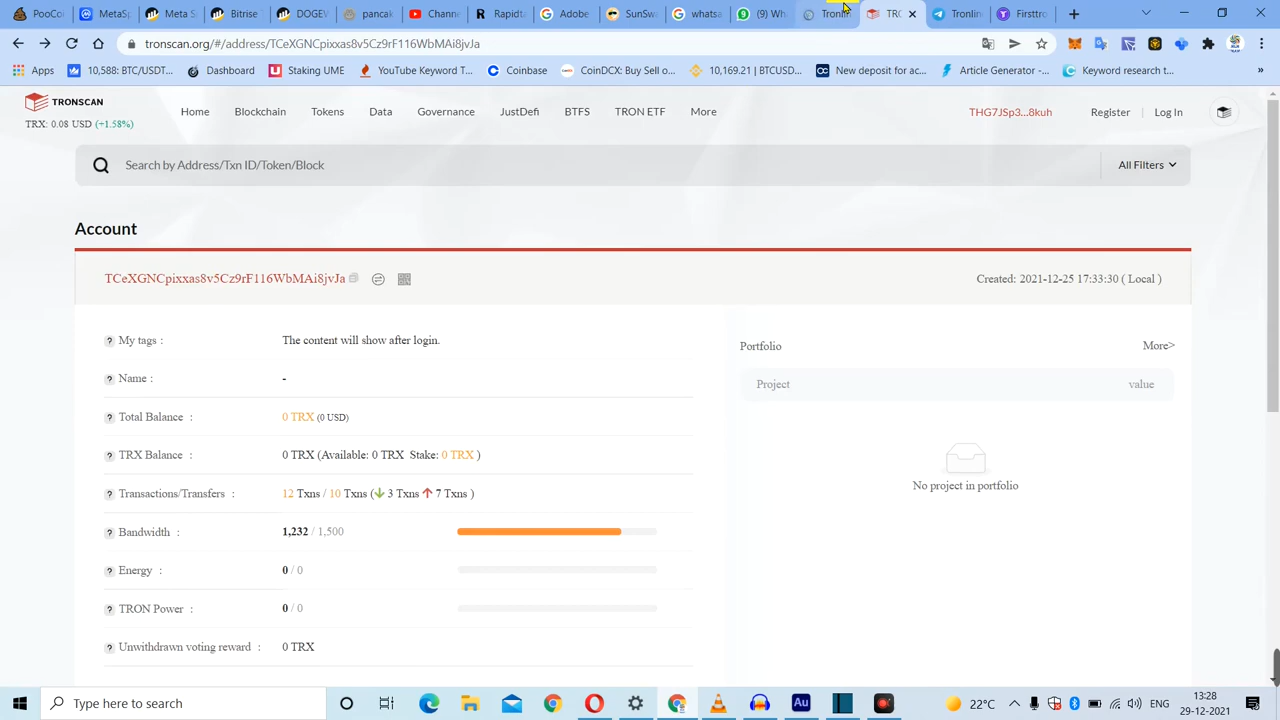 PooCo
Metas
Bitrise
DOGEV
Meta S
pancak
Chann
Rapidt
Adobe
SunSwa
whatsa
(9) Wh
Tronlin
TRC
Tronlin
Firsttro
tronscan.org/#/address/TCeXGNCpixxas8v5Cz9rF116WbMAi8jvJa
Apps
10,588: BTC/USDT...
Dashboard
Staking UME
YouTube Keyword T...
Coinbase
CoinDCX: Buy Sell o...
10,169.21 | BTCUSD...
New deposit for ac...
Article Generator -...
Keyword research t...
»
TRONSCAN
TRX: 0.08 USD (+1.58%)
Home Blockchain Tokens Data Governance JustDefi BTFS TRON ETF More
THG7JSp3...8kuh
Register | Log In
Search by Address/Txn ID/Token/Block
All Filters
Account
TCeXGNCpixxas8v5Cz9rF116WbMAi8jvJa
Created: 2021-12-25 17:33:30 ( Local )
My tags : The content will show after login.
Name : -
Total Balance : 0 TRX (0 USD)
TRX Balance : 0 TRX (Available: 0 TRX Stake: 0 TRX )
Transactions/Transfers : 12 Txns / 10 Txns ( 3 Txns 7 Txns )
Bandwidth : 1,232 / 1,500
Energy : 0 / 0
TRON Power : 0 / 0
Unwithdrawn voting reward : 0 TRX
Portfolio
More>
Project value
No project in portfolio
Type here to search
Au
22°C
ENG
13:28
29-12-2021